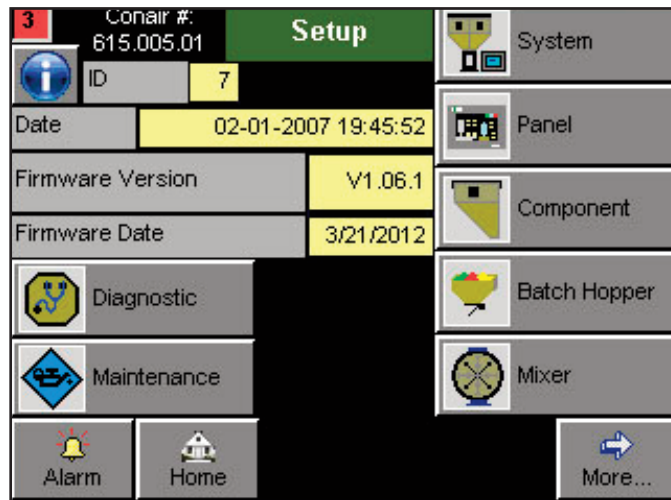 3
Conair #:
615.005.01
Setup
System
ID
7
Date
02-01-2007 19:45:52
Panel
Firmware Version
V1.06.1
Component
Firmware Date
3/21/2012
Diagnostic
Batch Hopper
Maintenance
Mixer
Alarm
Home
More...